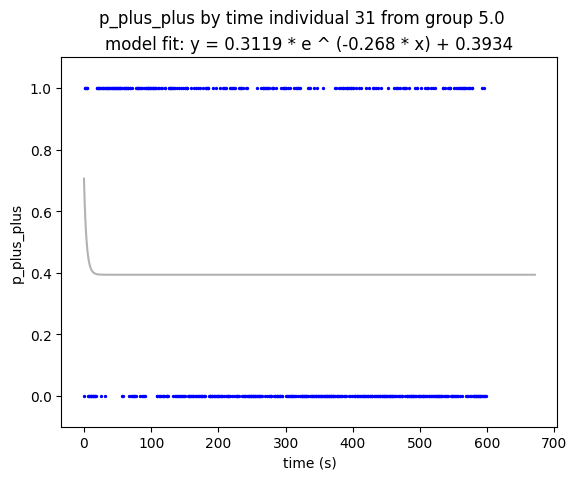 p_plus_plus by time individual 31 from group 5.0
model fit: y = 0.3119 * e ^ (-0.268 * x) + 0.3934
1.0
0.8
0.6
0.4
0.2
0.0
p_plus_plus
0 100 200 300 400 500 600 700
time (s)